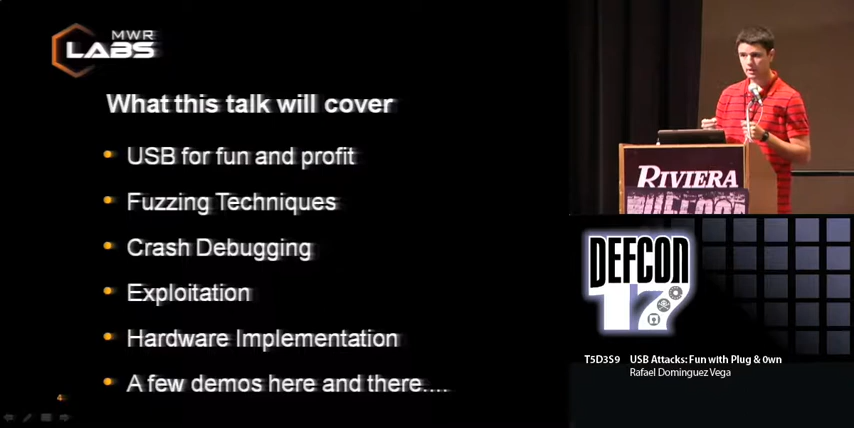 MWR
LABS
What this talk will cover
USB for fun and profit
Fuzzing Techniques
Crash Debugging
Exploitation
Hardware Implementation
A few demos here and there....
4
RIVIERA
DEFCON
17
T5D3S9 USB Attacks: Fun with Plug & 0wn
Rafael Dominguez Vega